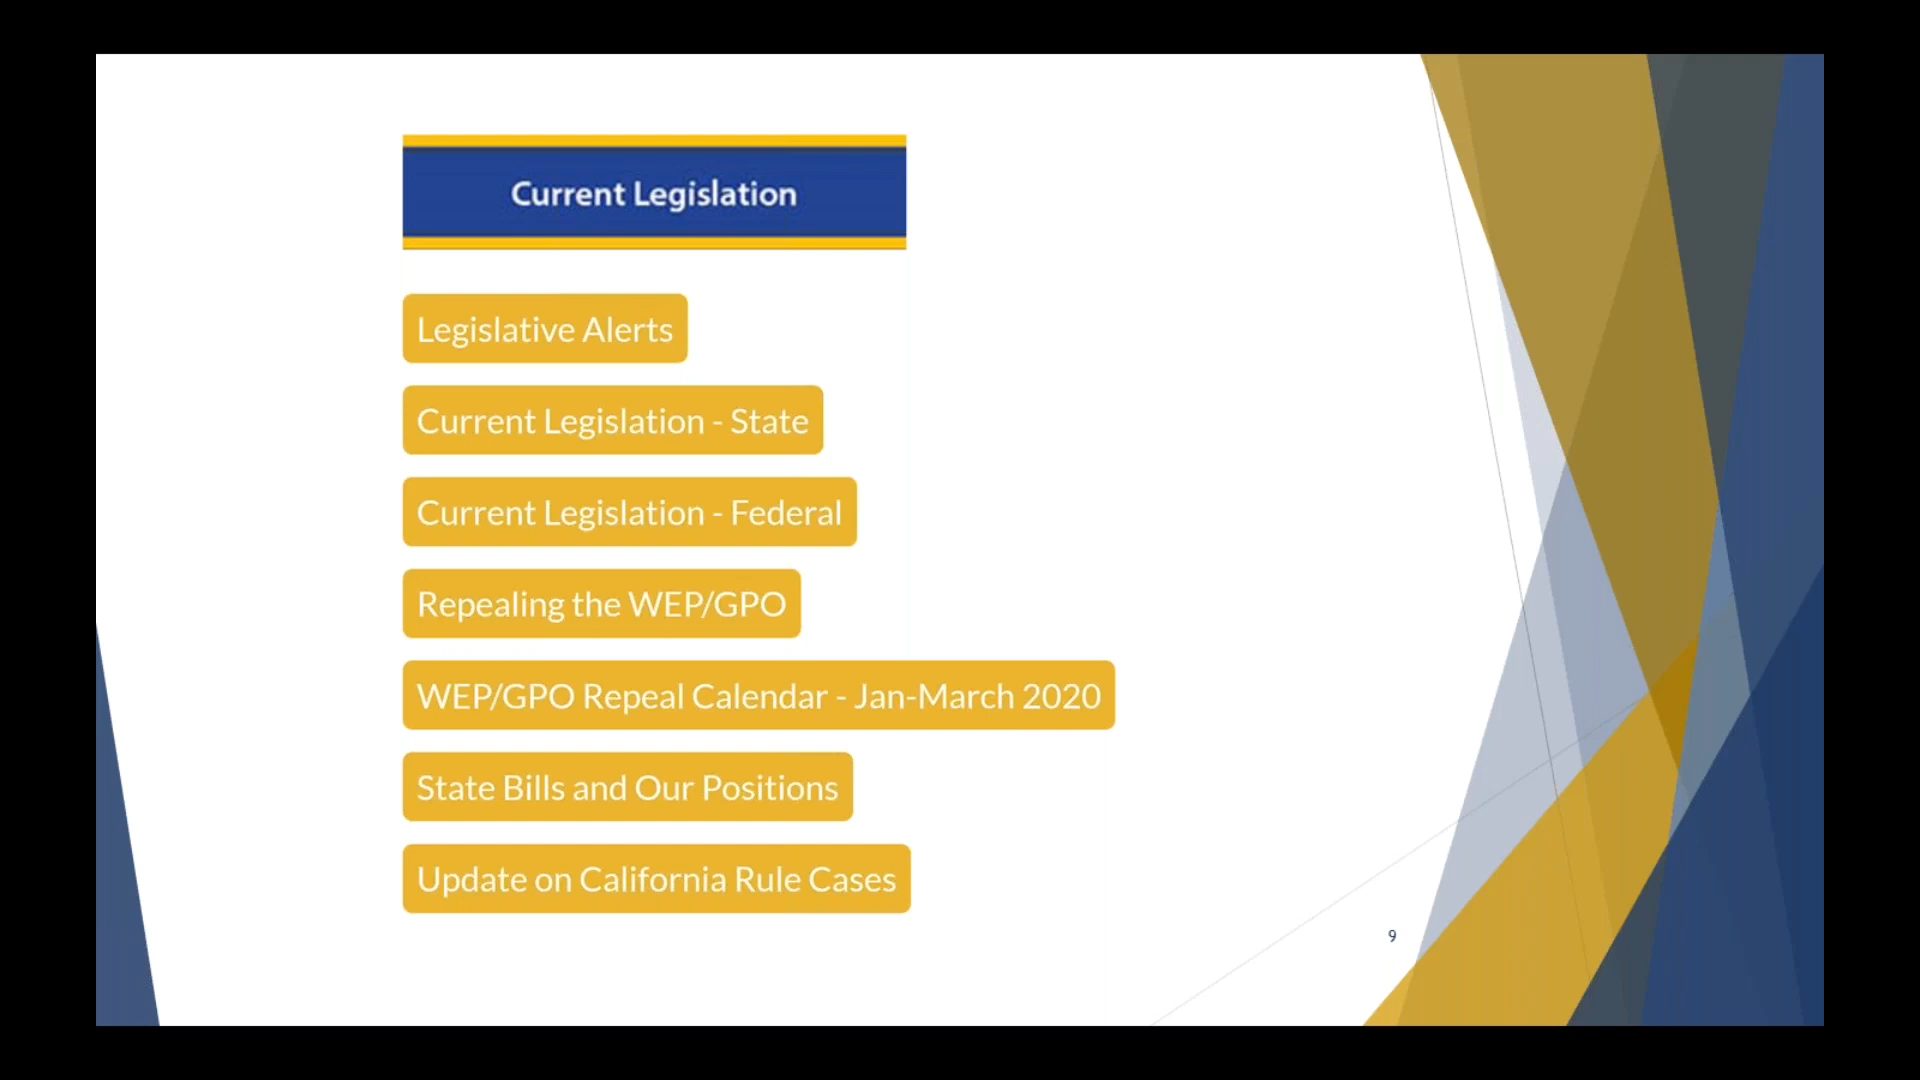 Current Legislation
Legislative Alerts
Current Legislation - State
Current Legislation - Federal
Repealing the WEP/GPO
WEP/GPO Repeal Calendar - Jan-March 2020
State Bills and Our Positions
Update on California Rule Cases
9